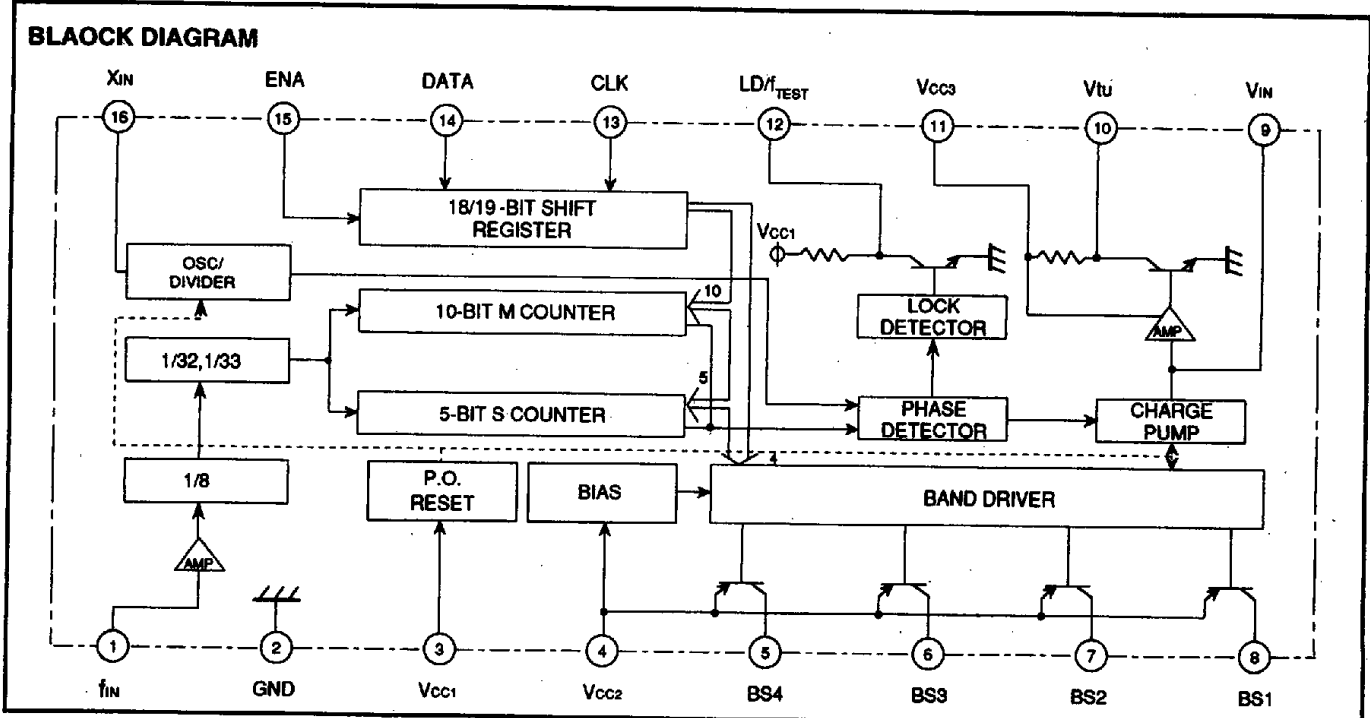 BLAOCK DIAGRAM
XIN ENA DATA CLK LD/fTEST VCC3 Vtu VIN
16 15 14 13 12 11 10 9
18/19-BIT SHIFT
REGISTER
VCC1
OSC/
DIVIDER
10
10-BIT M COUNTER
LOCK
DETECTOR
AMP
1/32,1/33
5
5-BIT S COUNTER
PHASE
DETECTOR
CHARGE
PUMP
4
1/8
P.O.
RESET
BIAS
BAND DRIVER
AMP
1 2 3 4 5 6 7 8
fIN GND VCC1 VCC2 BS4 BS3 BS2 BS1